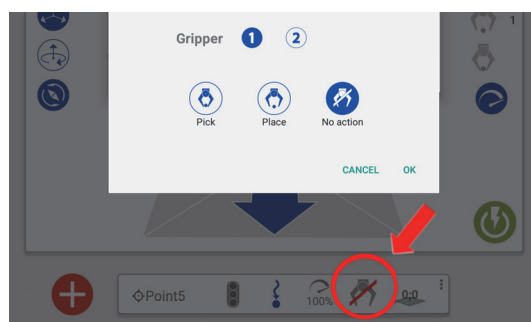 1
Gripper 1 2
Pick Place No action
CANCEL OK
Point5 100% 0:0